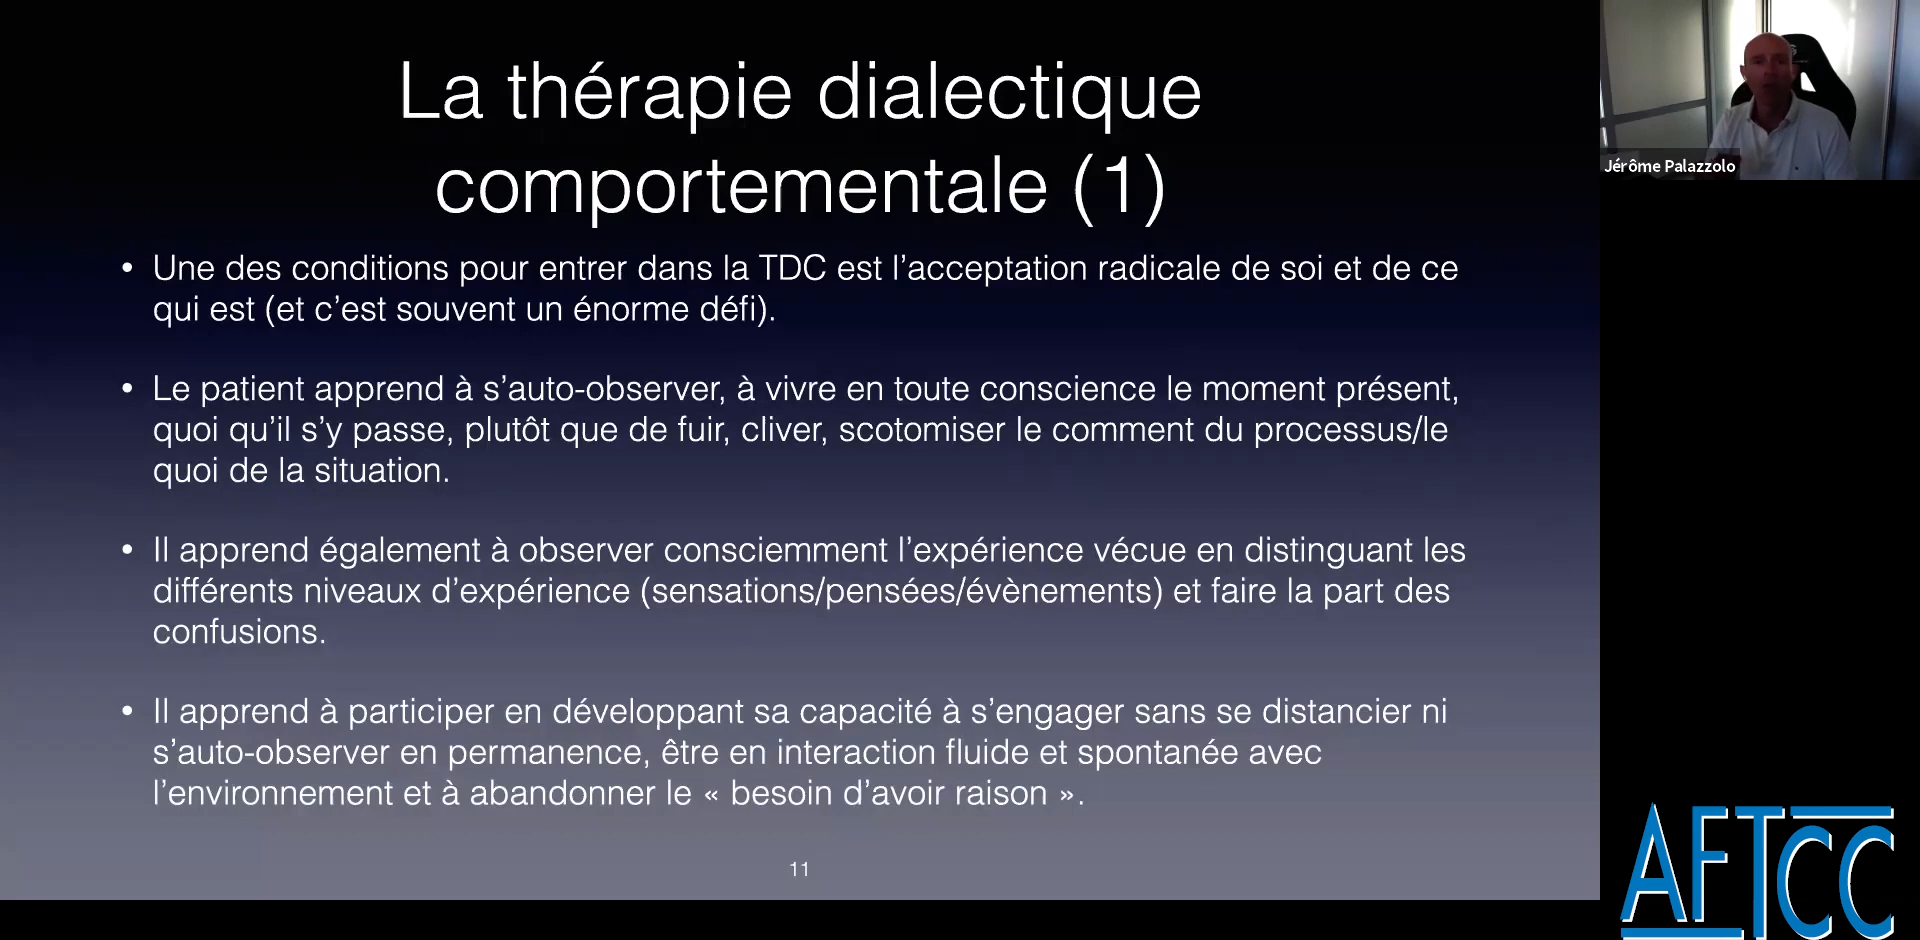 La thérapie dialectique
comportementale (1)
• Une des conditions pour entrer dans la TDC est l’acceptation radicale de soi et de ce
qui est (et c’est souvent un énorme défi).
• Le patient apprend à s’auto-observer, à vivre en toute conscience le moment présent,
quoi qu’il s’y passe, plutôt que de fuir, cliver, scotomiser le comment du processus/le
quoi de la situation.
• Il apprend également à observer consciemment l’expérience vécue en distinguant les
différents niveaux d’expérience (sensations/pensées/évènements) et faire la part des
confusions.
• Il apprend à participer en développant sa capacité à s’engager sans se distancier ni
s’auto-observer en permanence, être en interaction fluide et spontanée avec
l’environnement et à abandonner le « besoin d’avoir raison ».
11
Jérôme Palazzolo
AFTCC